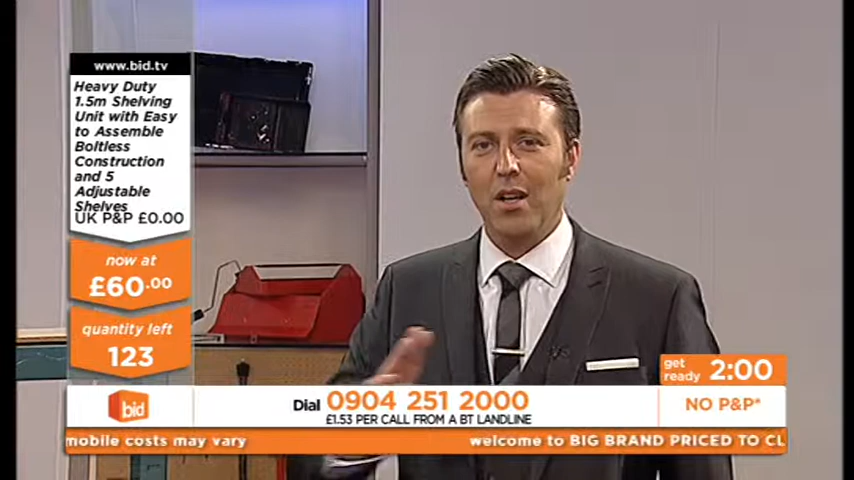 www.bid.tv
Heavy Duty
1.5m Shelving
Unit with Easy
to Assemble
Boltless
Construction
and 5
Adjustable
Shelves
UK P&P £0.00
now at
£60.00
quantity left
123
get ready 2:00
bid
Dial 0904 251 2000
£1.53 PER CALL FROM A BT LANDLINE
NO P&P*
mobile costs may vary welcome to BIG BRAND PRICED TO CL